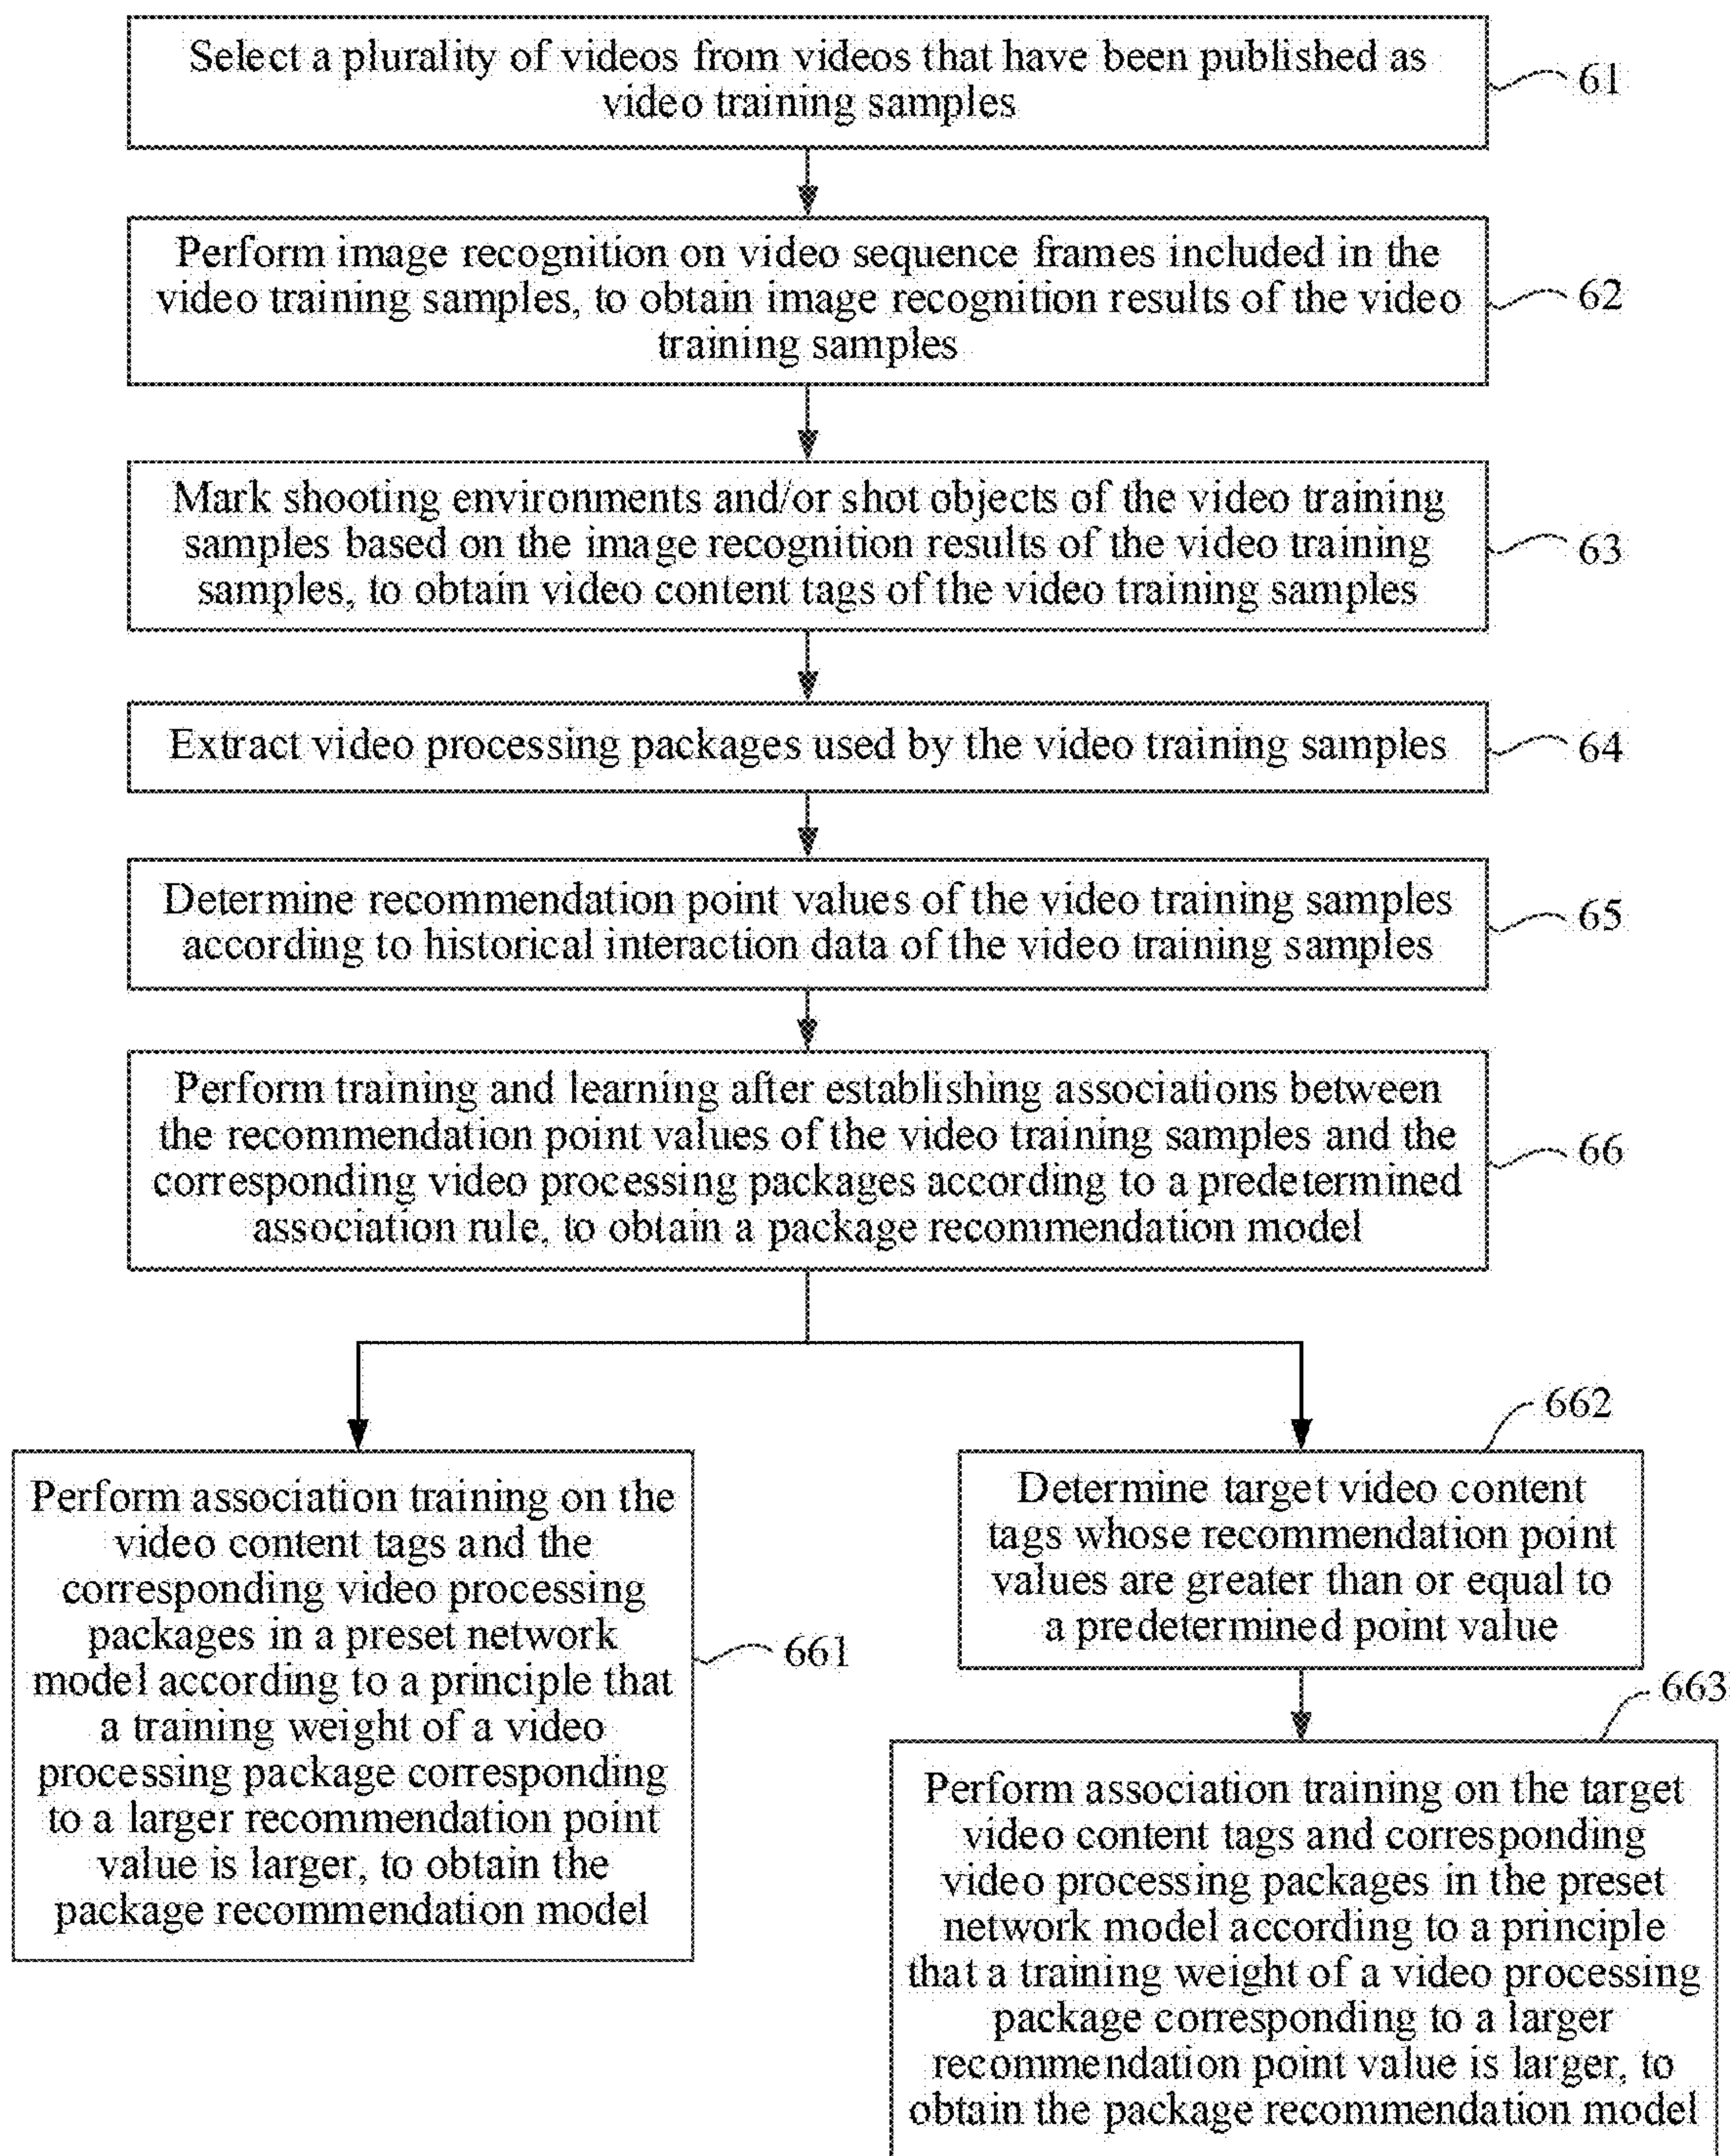 Select a plurality of videos from videos that have been published as
video training samples
61
Perform image recognition on video sequence frames included in the
video training samples, to obtain image recognition results of the video
training samples
62
Mark shooting environments and/or shot objects of the video training
samples based on the image recognition results of the video training
samples, to obtain video content tags of the video training samples
63
Extract video processing packages used by the video training samples
64
Determine recommendation point values of the video training samples
according to historical interaction data of the video training samples
65
Perform training and learning after establishing associations between
the recommendation point values of the video training samples and the
corresponding video processing packages according to a predetermined
association rule, to obtain a package recommendation model
66
Perform association training on the
video content tags and the
corresponding video processing
packages in a preset network
model according to a principle that
a training weight of a video
processing package corresponding
to a larger recommendation point
value is larger, to obtain the
package recommendation model
661
662
Determine target video content
tags whose recommendation point
values are greater than or equal to
a predetermined point value
663
Perform association training on the target
video content tags and corresponding
video processing packages in the preset
network model according to a principle
that a training weight of a video processing
package corresponding to a larger
recommendation point value is larger, to
obtain the package recommendation model